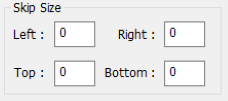 Skip Size
Left : 0 Right : 0
Top : 0 Bottom : 0